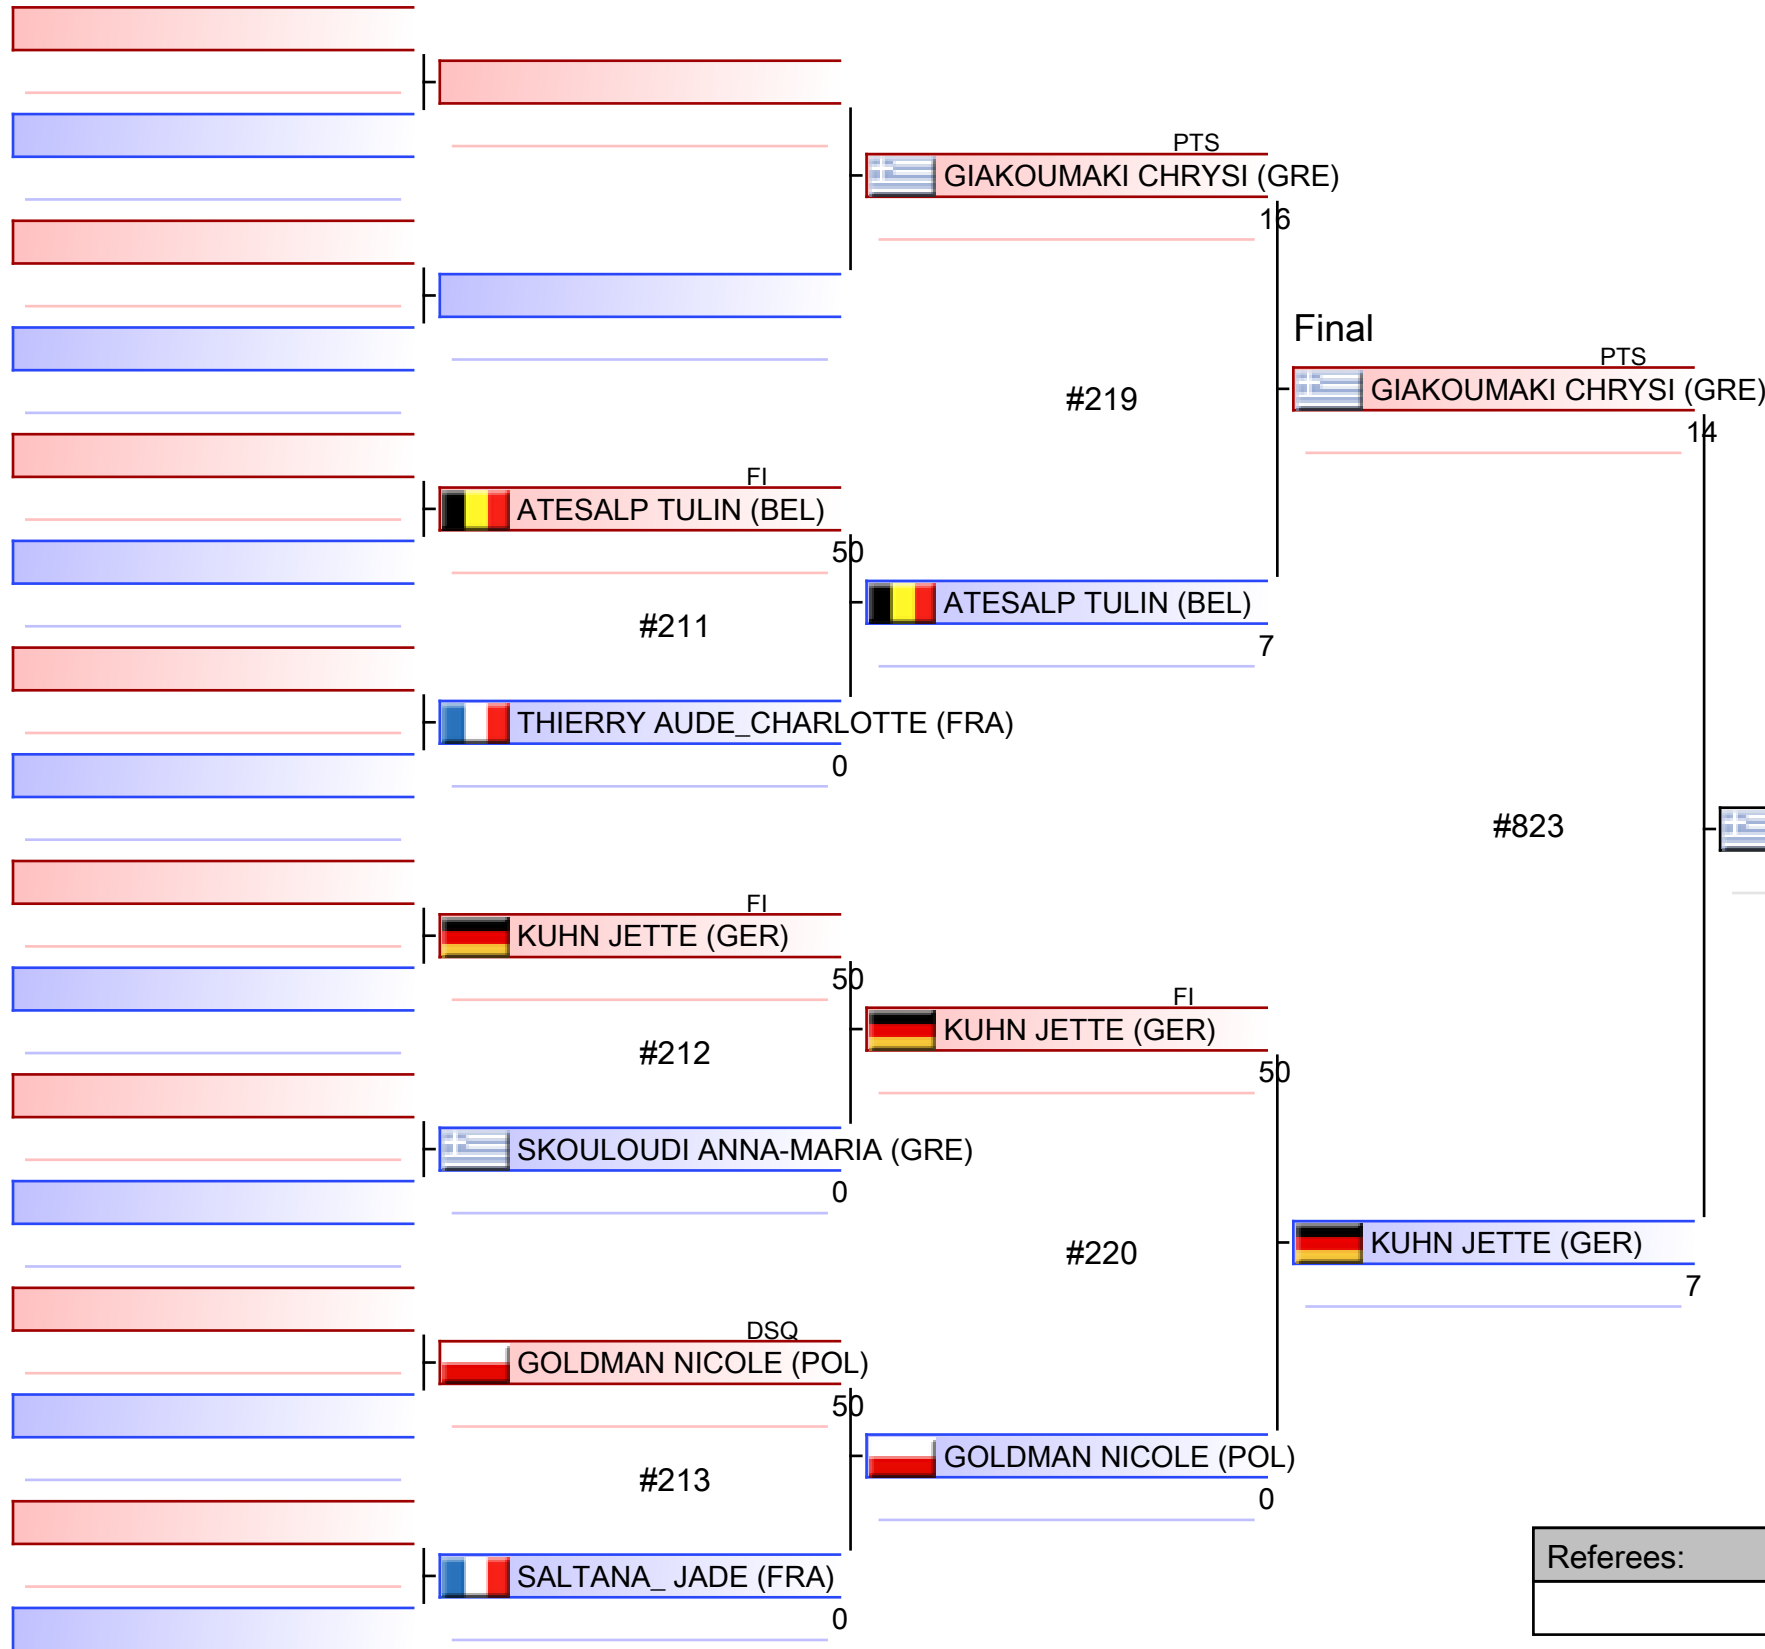 PTS
GIAKOUMAKI CHRYSI (GRE)
16
Final
PTS
#219
GIAKOUMAKI CHRYSI (GRE)
14
FI
ATESALP TULIN (BEL)
50
ATESALP TULIN (BEL)
#211
7
THIERRY AUDE_CHARLOTTE (FRA)
0
#823
FI
KUHN JETTE (GER)
50
FI
KUHN JETTE (GER)
#212
50
SKOULOUDI ANNA-MARIA (GRE)
0
#220
KUHN JETTE (GER)
7
DSQ
GOLDMAN NICOLE (POL)
50
GOLDMAN NICOLE (POL)
#213
0
Referees:
SALTANA_ JADE (FRA)
0